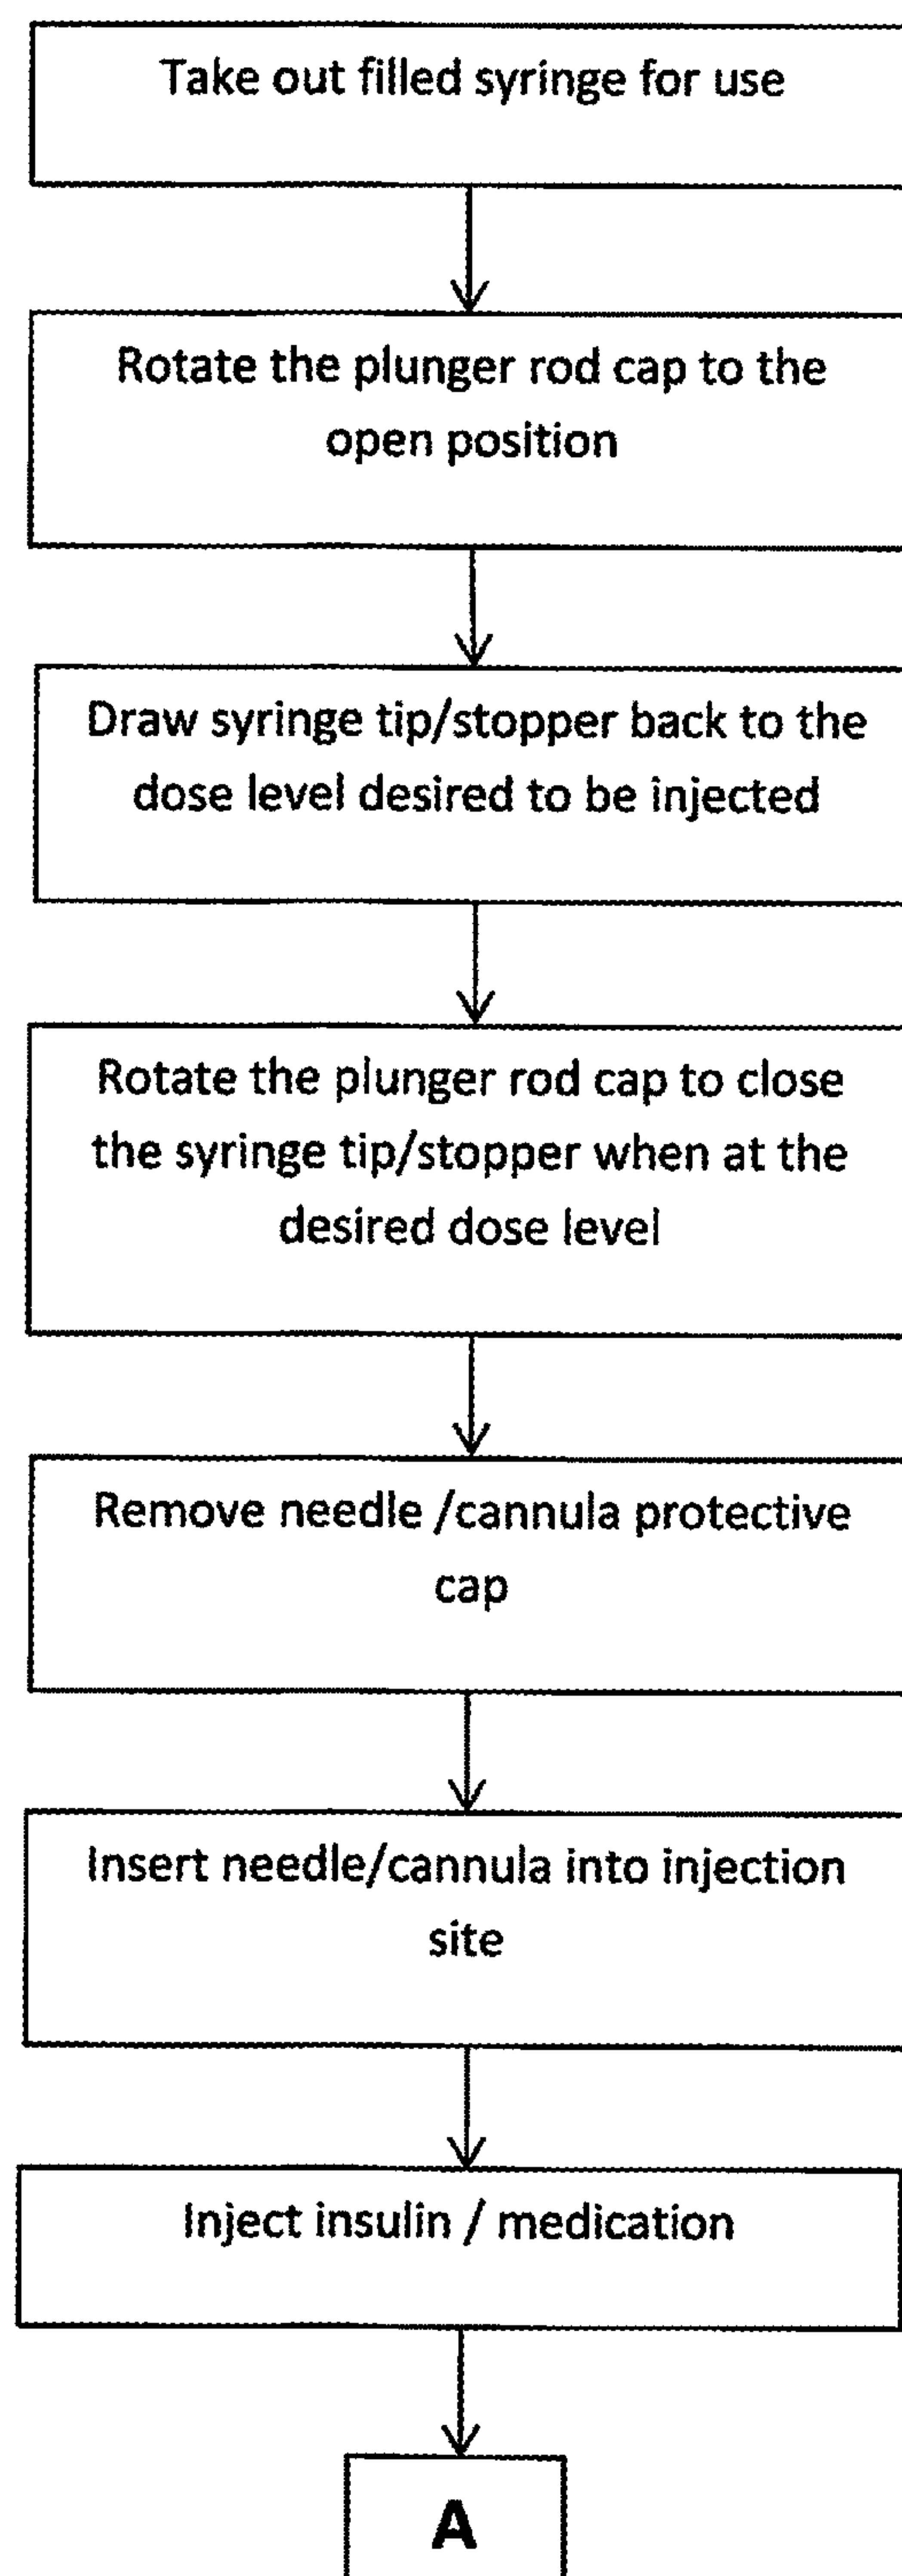 Take out filled syringe for use
Rotate the plunger rod cap to the
open position
Draw syringe tip/stopper back to the
dose level desired to be injected
Rotate the plunger rod cap to close
the syringe tip/stopper when at the
desired dose level
Remove needle /cannula protective
cap
Insert needle/cannula into injection
site
Inject insulin / medication
A